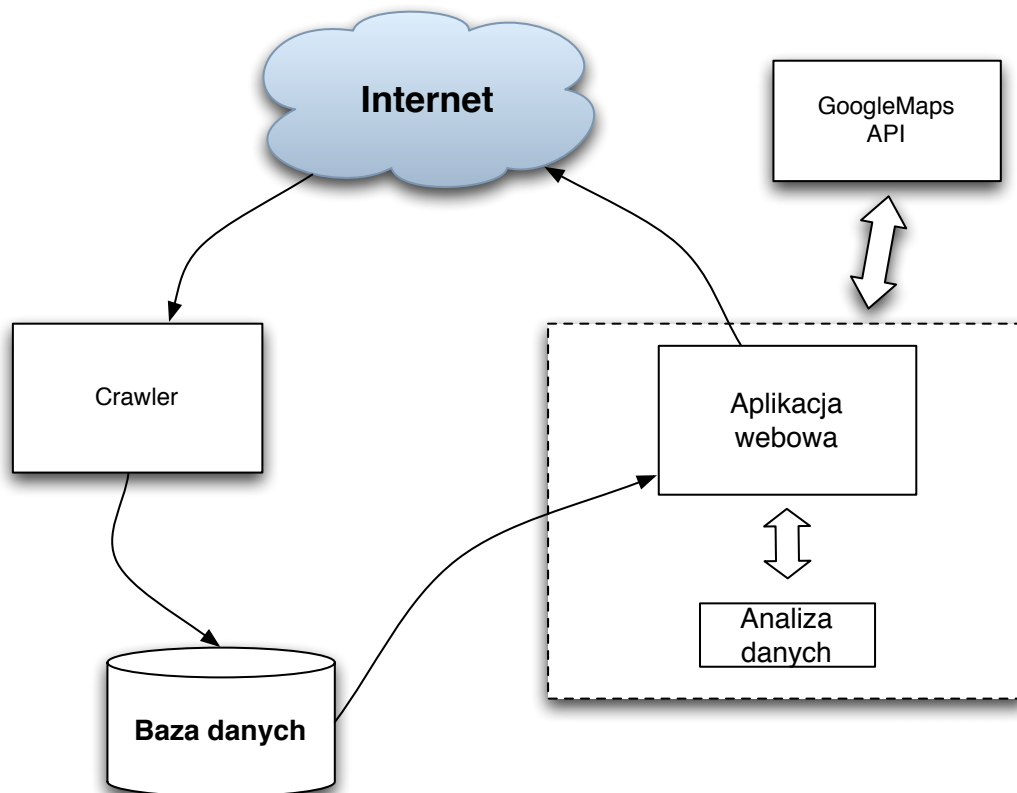 Internet
GoogleMaps
API
Crawler
Aplikacja
webowa
Analiza
danych
Baza danych